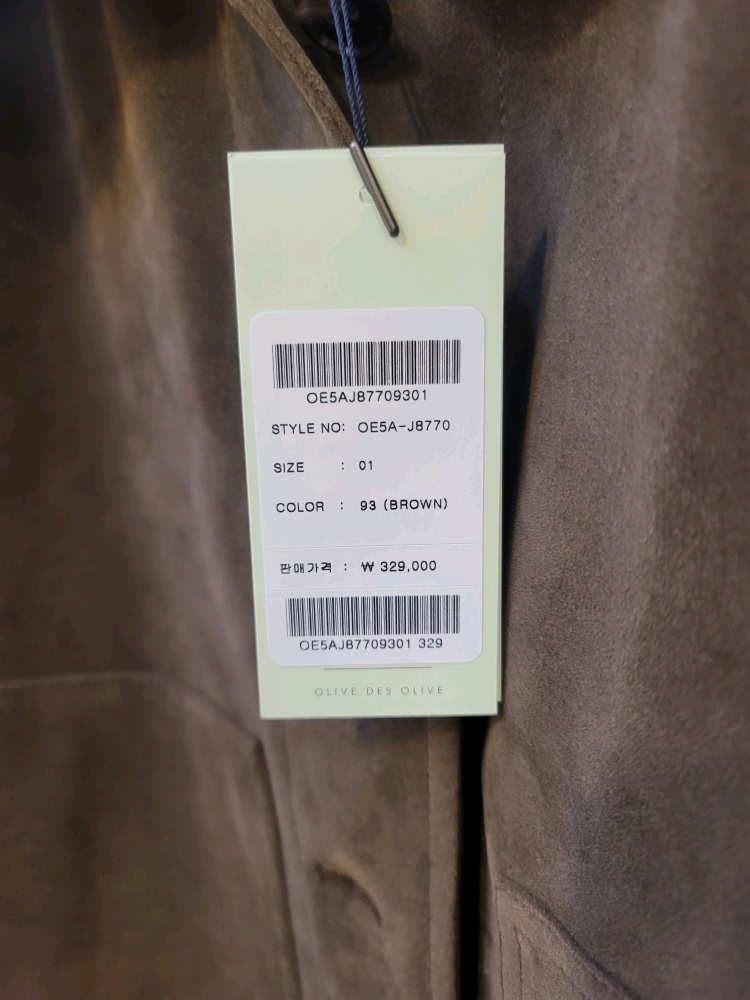 OE5AJ87709301
STYLE NO: OE5A-J8770
SIZE : 01
COLOR : 93 (BROWN)
판매가격 : ₩ 329,000
OE5AJ87709301 329
OLIVE DES OLIVE